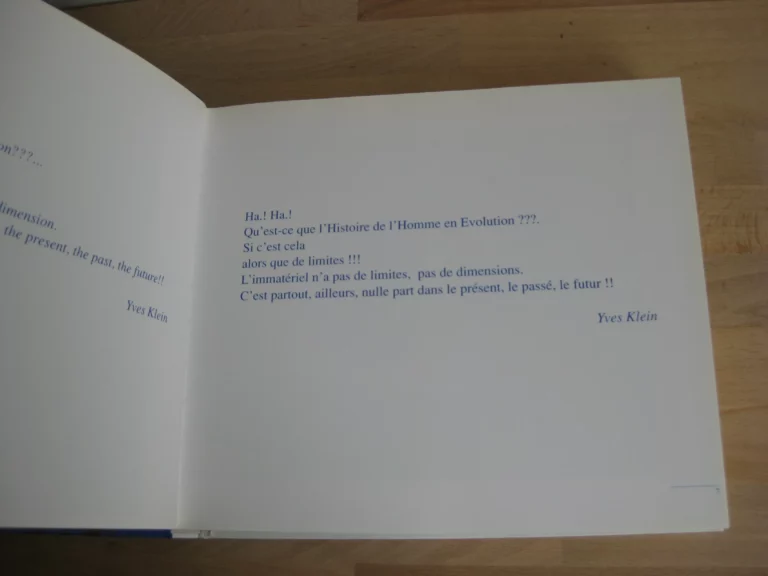 on???...
dimension.
the present, the past, the future!!
Yves Klein
Ha.! Ha.!
Qu'est-ce que l'Histoire de l'Homme en Evolution ???.
Si c'est cela
alors que de limites !!!
L'immatériel n'a pas de limites, pas de dimensions.
C'est partout, ailleurs, nulle part dans le présent, le passé, le futur !!
Yves Klein